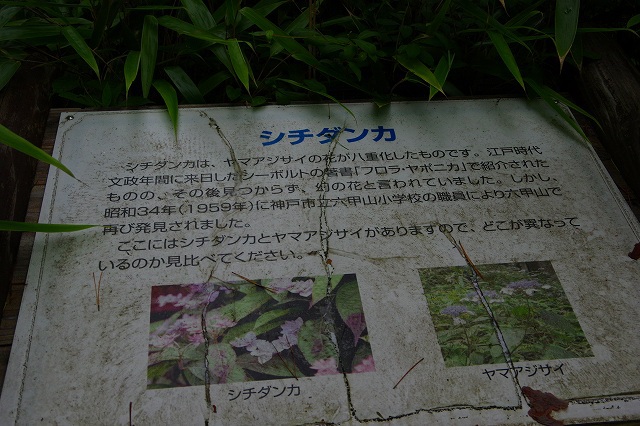 シチダンカ
シチダンカは、ヤマアジサイの花が八重化したものです。江戸時代
文政年間に来日したシーボルトの著書「フロラ・ヤポニカ」で紹介された
ものの、その後見つからず、幻の花と言われていました。しかし、
昭和34年(1959年)に神戸市立六甲山小学校の職員により六甲山で
再び発見されました。
ここにはシチダンカとヤマアジサイがありますので、どこが異なって
いるのか見比べてください。
シチダンカ
ヤマアジサイ